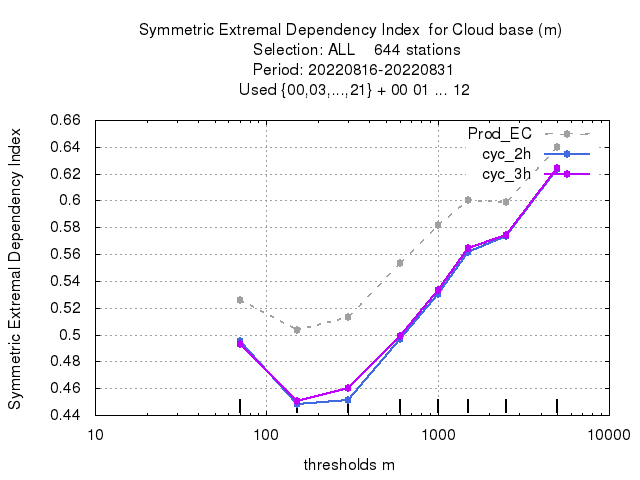 Symmetric Extremal Dependency Index  for Cloud base (m)
Selection: ALL    644 stations
Period: 20220816-20220831
Used {00,03,...,21} + 00 01 ... 12
Symmetric Extremal Dependency Index
0.66
0.64
0.62
0.6
0.58
0.56
0.54
0.52
0.5
0.48
0.46
0.44
Prod_EC
cyc_2h
cyc_3h
10 100 1000 10000
thresholds m